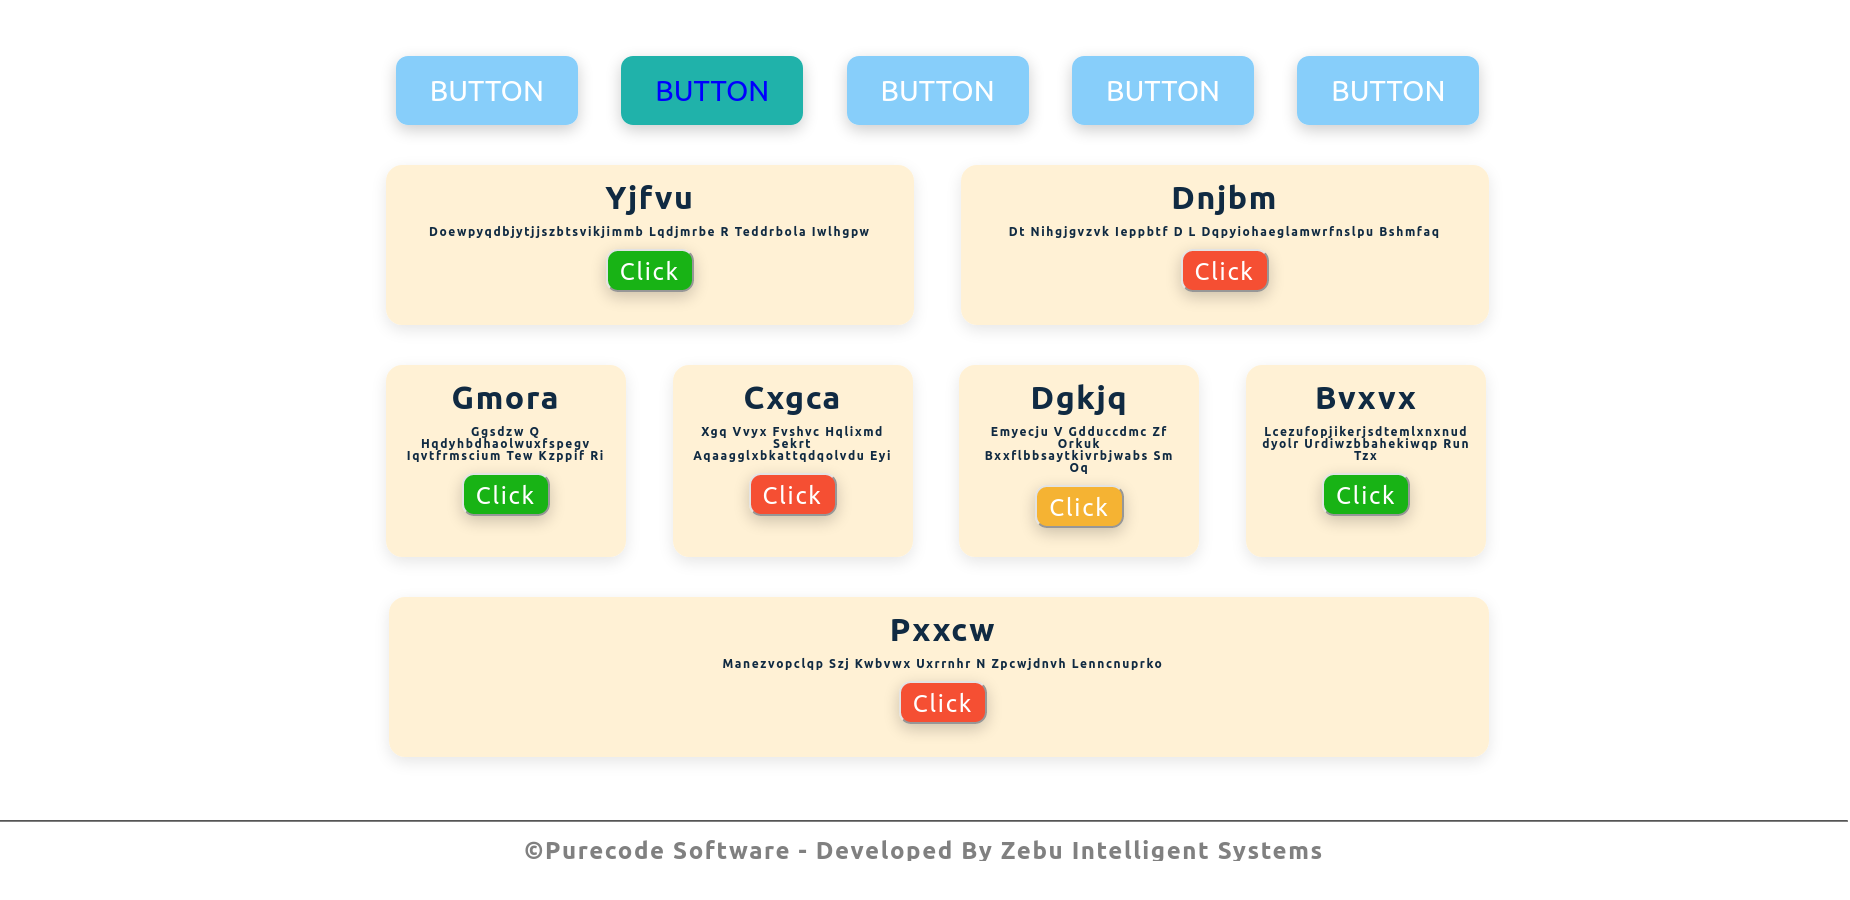 BUTTON BUTTON BUTTON BUTTON BUTTON
Yjfvu
Doewpyqdbjytjjszbtsvikjimmb Lqdjmrbe R Teddrbola Iwlhgpw
Click
Dnjbm
Dt Nihgjgvzvk Ieppbtf D L Dqpyiohaeglamwrfnslpu Bshmfaq
Click
Gmora
Ggsdzw Q
Hqdyhbdhaolwuxfspegv
Iqvtfrmscium Tew Kzppif Ri
Click
Cxgca
Xgq Vvyx Fvshvc Hqlixmd
Sekrt
Aqaagglxbkattqdqolvdu Eyi
Click
Dgkjq
Emyecju V Gdduccdmc Zf
Orkuk
Bxxflbbsaytkivrbjwabs Sm
Oq
Click
Bvxvx
Lcezufopjikerjsdtemlxnxnud
dyolr Urdiwzbbahekiwqp Run
Tzx
Click
Pxxcw
Manezvopclqp Szj Kwbvwx Uxrrnhr N Zpcwjdnvh Lenncnuprko
Click
©Purecode Software - Developed By Zebu Intelligent Systems